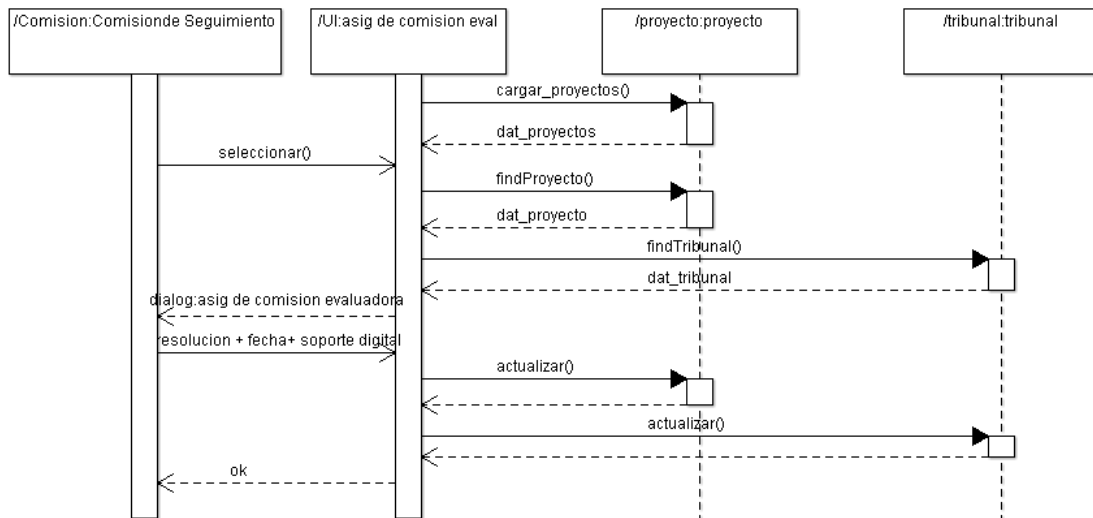 /Comision:Comisionde Seguimiento
/UI:asig de comision eval
/proyecto:proyecto
/tribunal:tribunal
cargar_proyectos()
dat_proyectos
seleccionar()
findProyecto()
dat_proyecto
findTribunal()
dat_tribunal
dialog:asig de comision evaluadora
resolucion + fecha+ soporte digital
actualizar()
actualizar()
ok